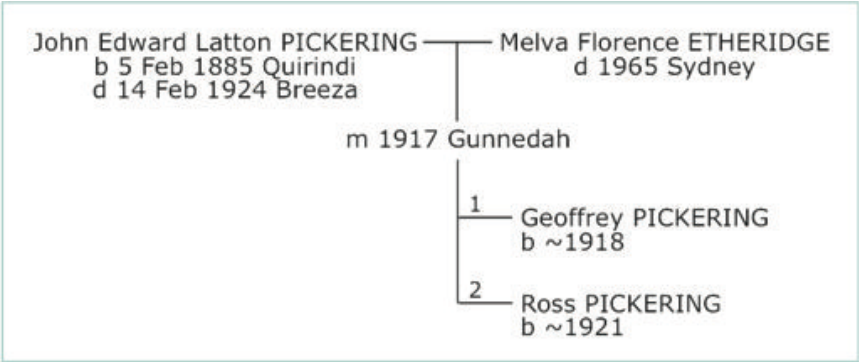 John Edward Latton PICKERING
b 5 Feb 1885 Quirindi
d 14 Feb 1924 Breeza
Melva Florence ETHERIDGE
d 1965 Sydney
m 1917 Gunnedah
1
Geoffrey PICKERING
b ~1918
2
Ross PICKERING
b ~1921